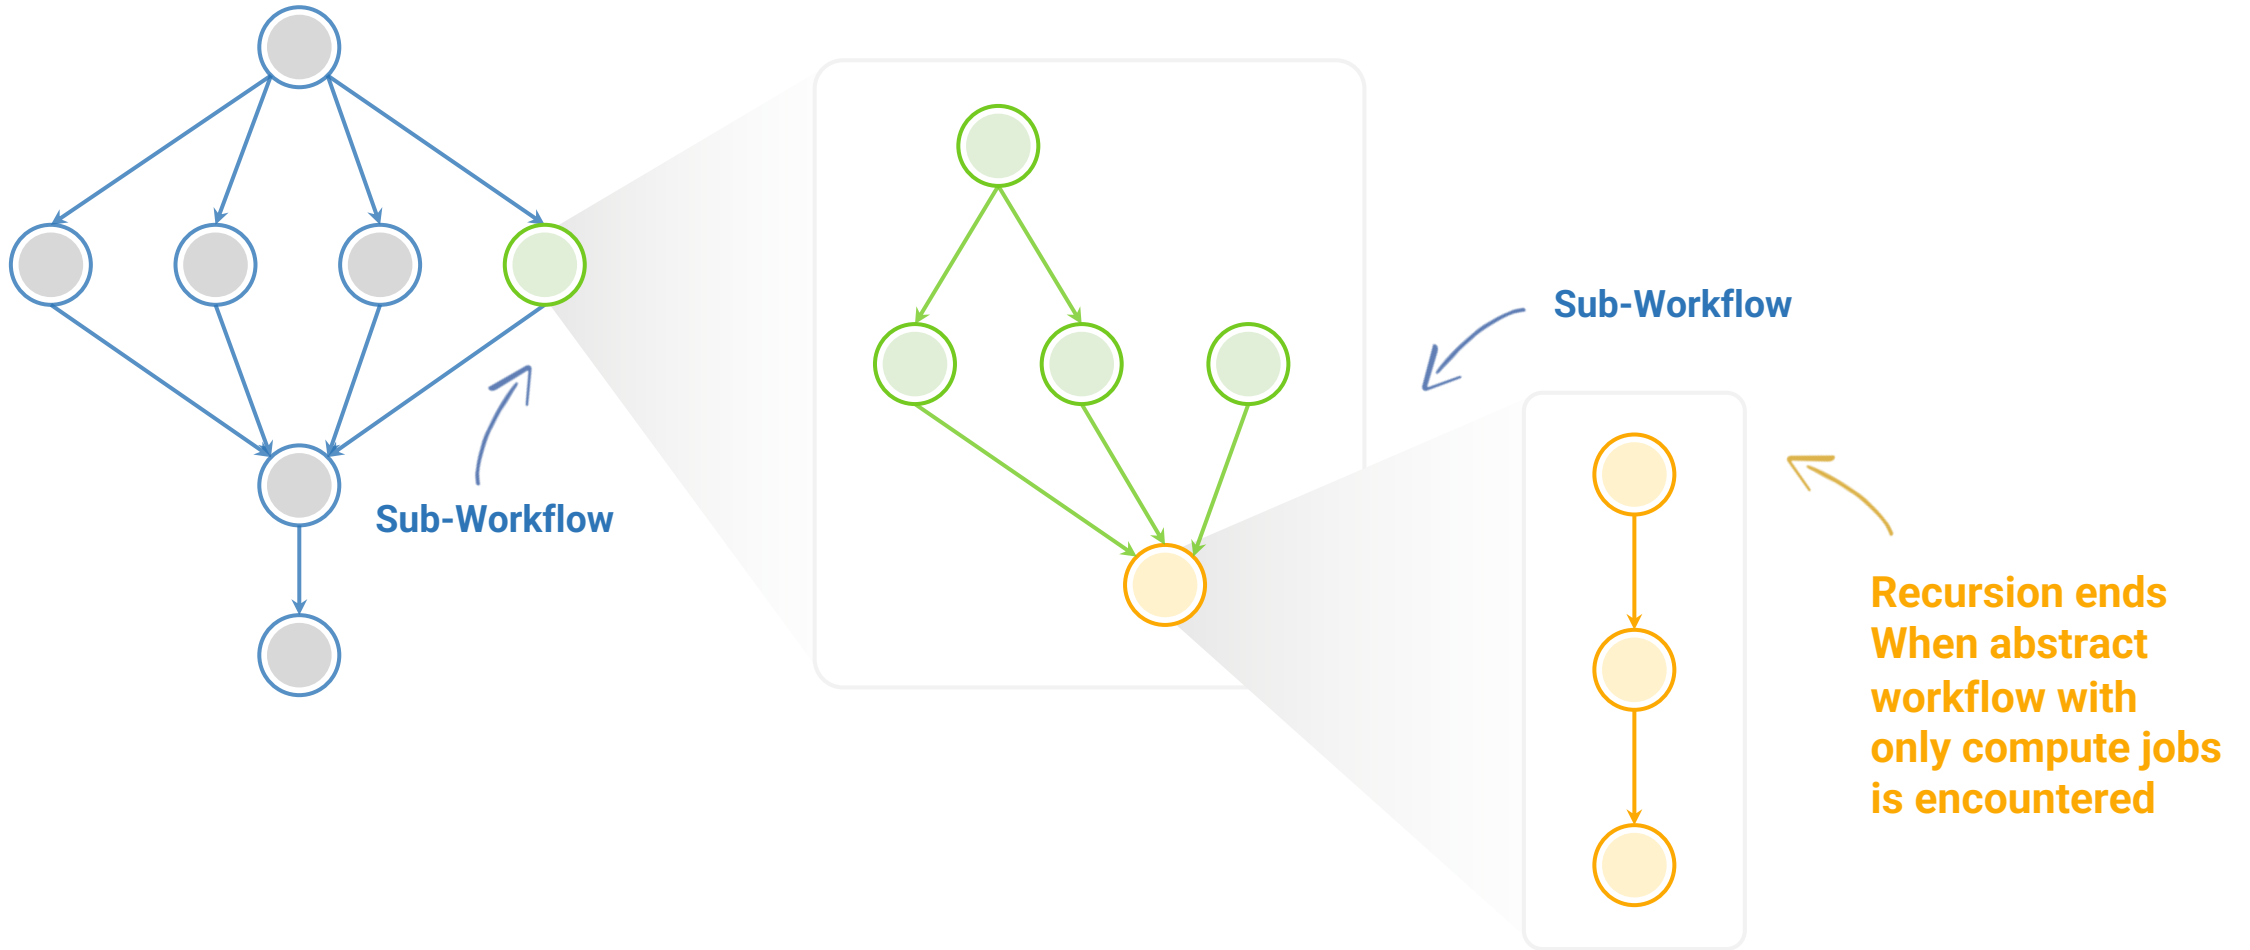 Sub-Workflow
Sub-Workflow
Recursion ends
When abstract
workflow with
only compute jobs
is encountered